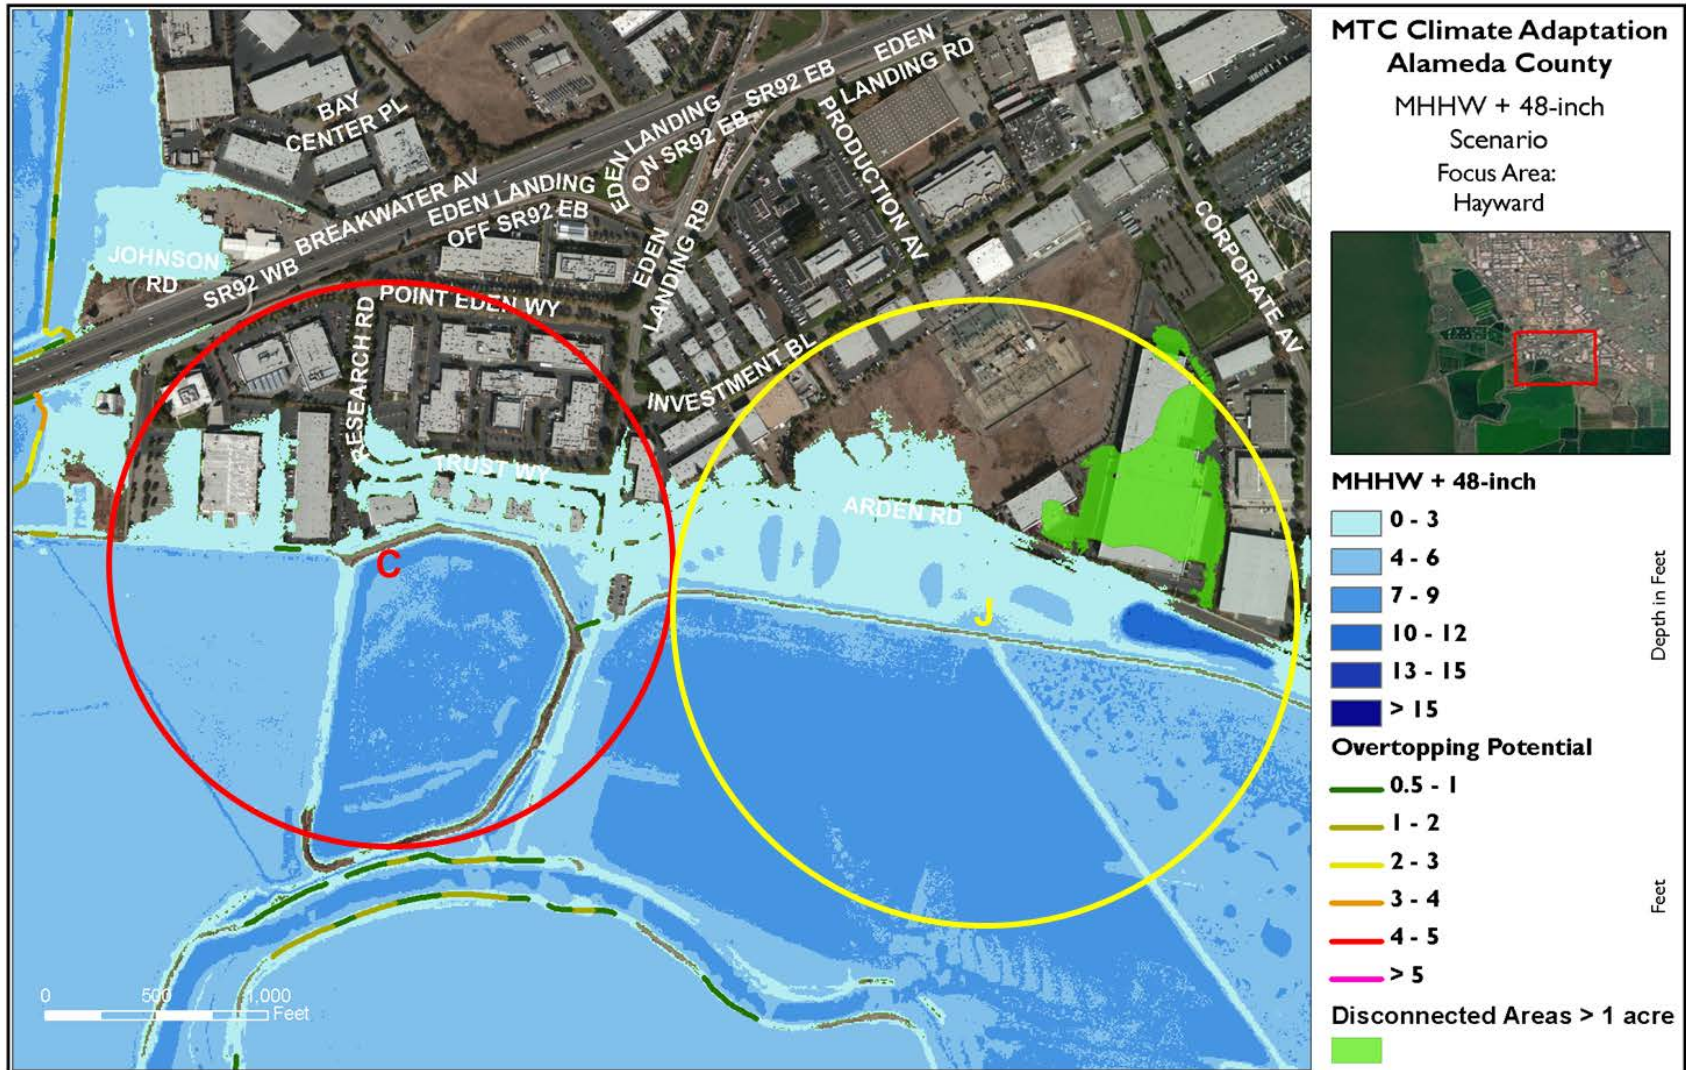 MTC Climate Adaptation
Alameda County
MHHW + 48-inch
Scenario
Focus Area:
Hayward
MHHW + 48-inch
0 - 3
4 - 6
7 - 9
10 - 12
13 - 15
> 15
Depth in Feet
Overtopping Potential
0.5 - 1
1 - 2
2 - 3
3 - 4
4 - 5
> 5
Feet
Disconnected Areas > 1 acre
BAY
CENTER PL
EDEN
LANDING RD
SR92 EB
EDEN LANDING
ON SR92 EB
PRODUCTION AV
CORPORATE AV
BREAKWATER AV
EDEN LANDING
OFF SR92 EB
JOHNSON
RD
SR92 WB
EDEN
LANDING RD
POINT EDEN WY
RESEARCH RD
INVESTMENT BL
TRUST WY
ARDEN RD
C
J
0 500 1,000
Feet